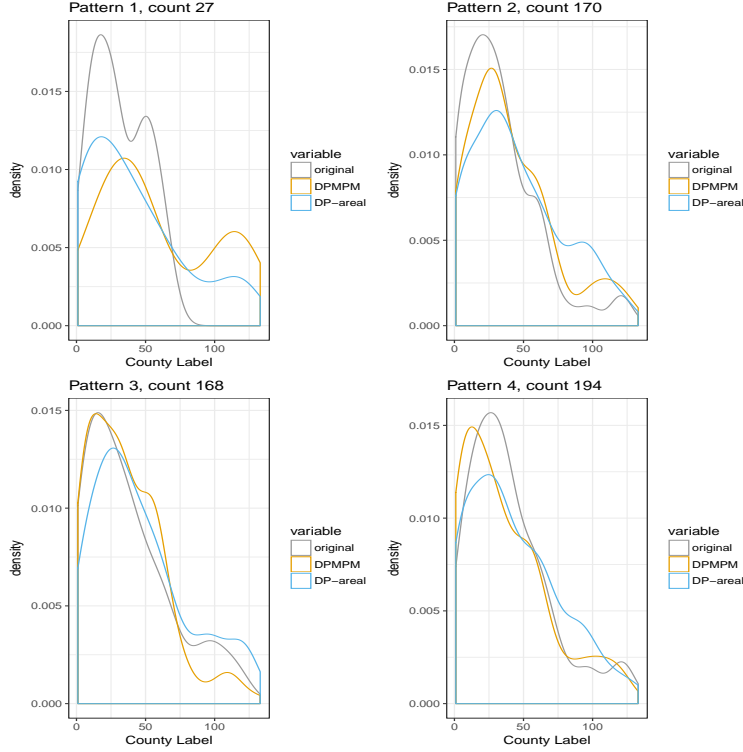 Pattern 1, count 27
density
0.015
0.010
0.005
0.000
0
50
100
County Label
variable
original
DPMPM
DP-areal
Pattern 2, count 170
density
0.015
0.010
0.005
0.000
0
50
100
County Label
variable
original
DPMPM
DP-areal
Pattern 3, count 168
density
0.015
0.010
0.005
0.000
0
50
100
County Label
variable
original
DPMPM
DP-areal
Pattern 4, count 194
density
0.015
0.010
0.005
0.000
0
50
100
County Label
variable
original
DPMPM
DP-areal